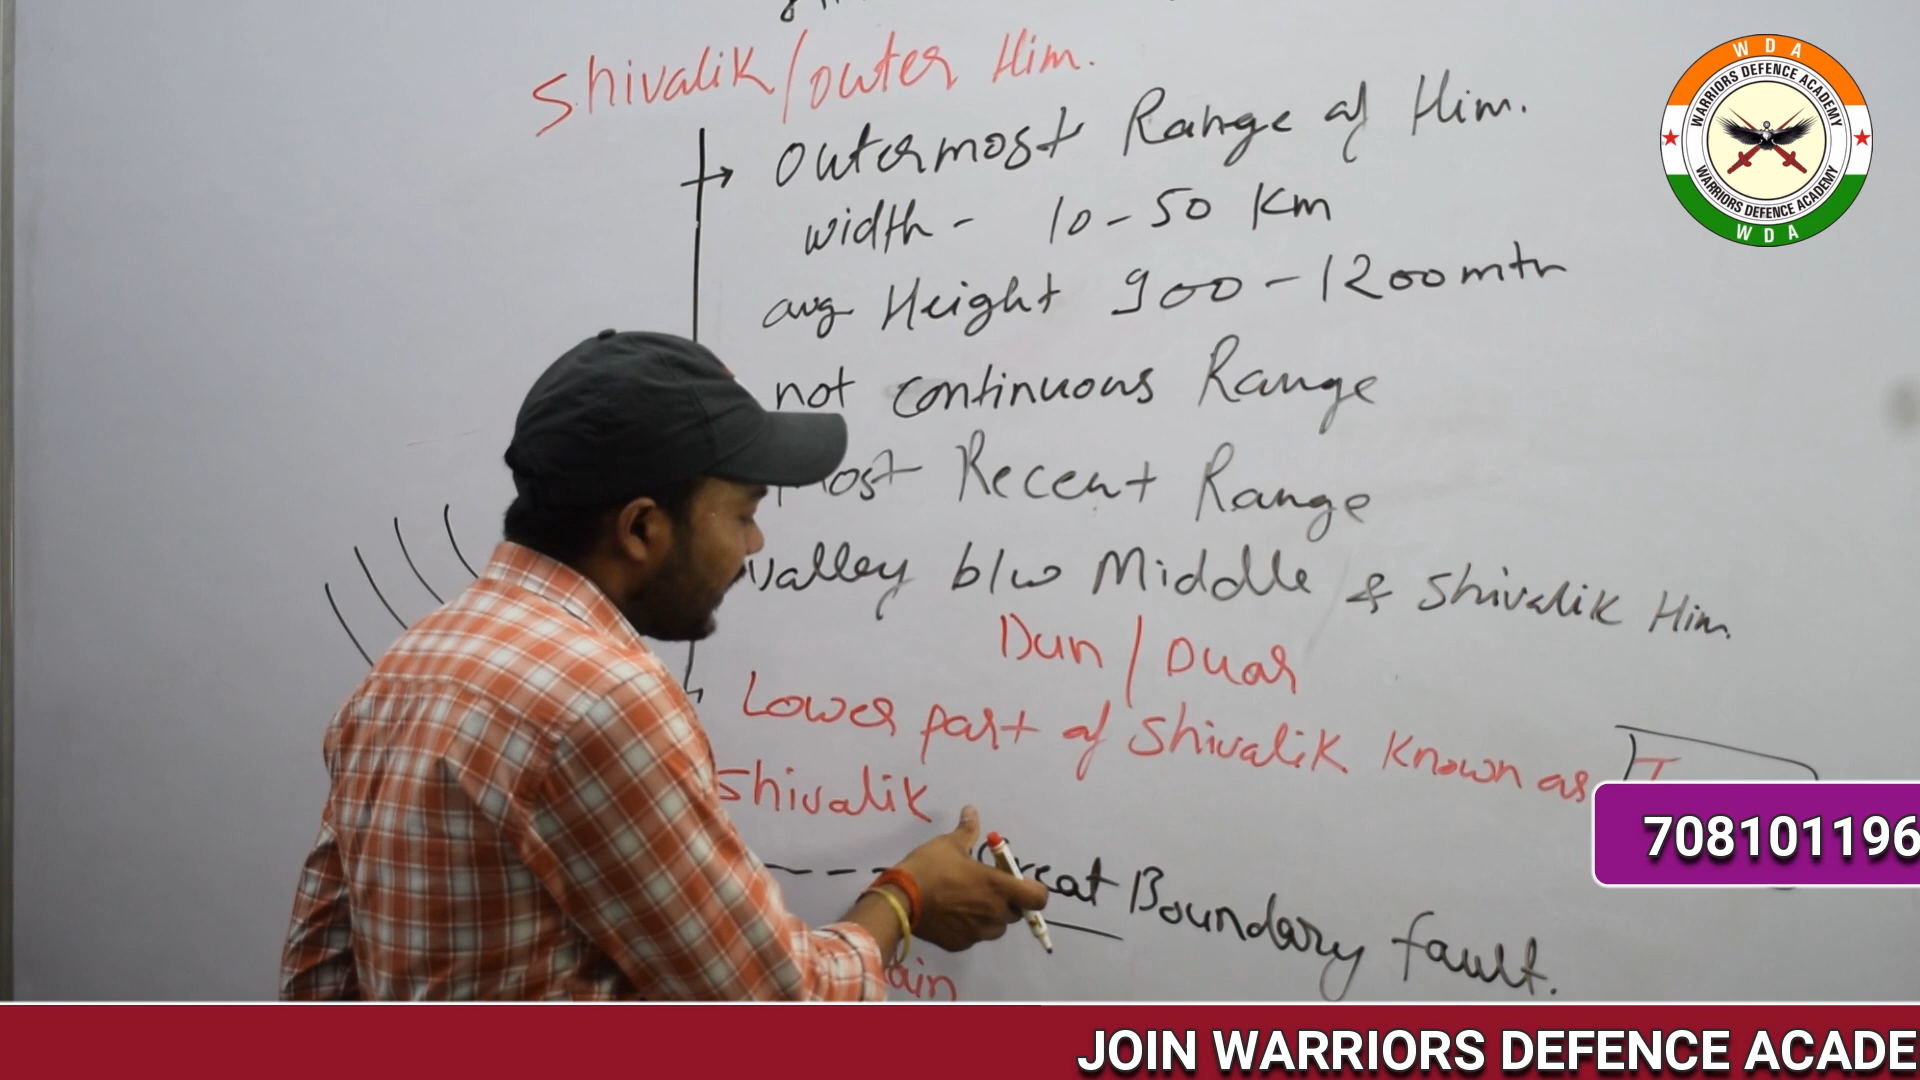 Shivalik/outer Him.
outermost Range of Him.
width - 10-50 Km
avg Height 900-1200 mtr
not continuous Range
Most Recent Range
valley b/w Middle & Shivalik Him.
Dun / Duar
Lower part of Shivalik known as
Shivalik
Great Boundary fault.
WDA
WARRIORS DEFENCE ACADEMY
WARRIORS DEFENCE ACADEMY
WDA
708101196
JOIN WARRIORS DEFENCE ACADE